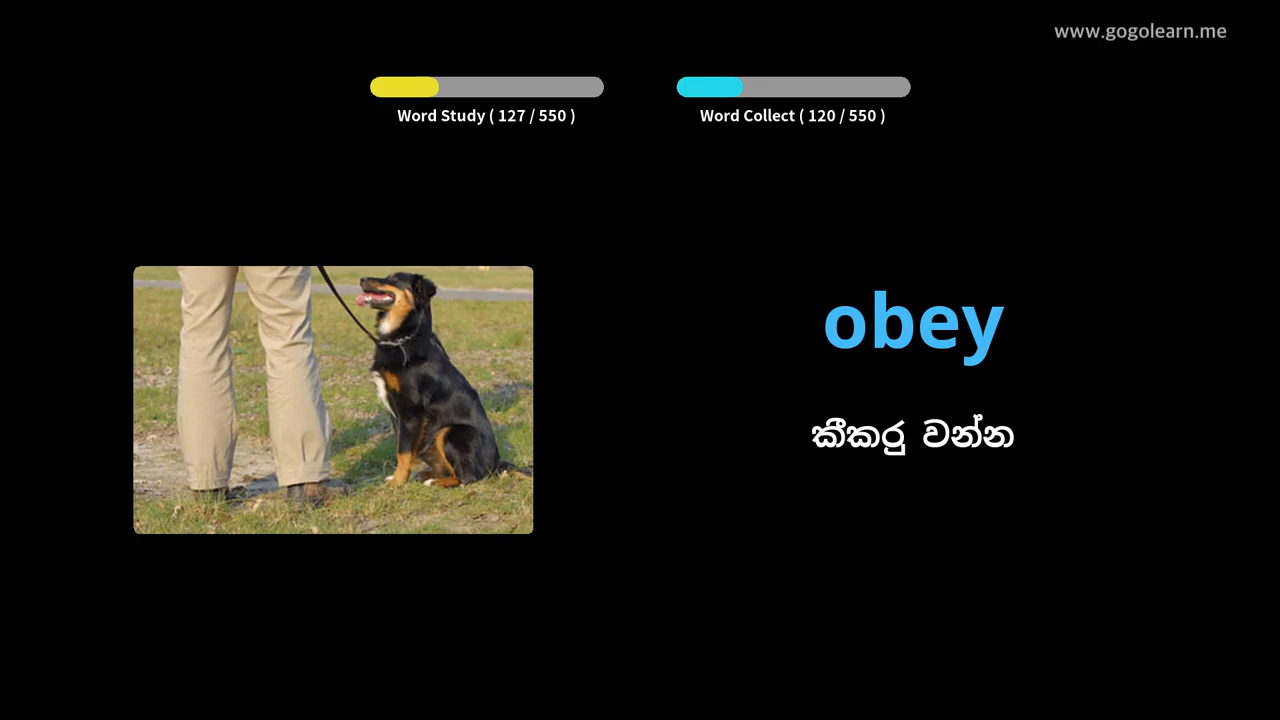 www.gogolearn.me
Word Study ( 127 / 550 )
Word Collect ( 120 / 550 )
obey
කීකරු වන්න